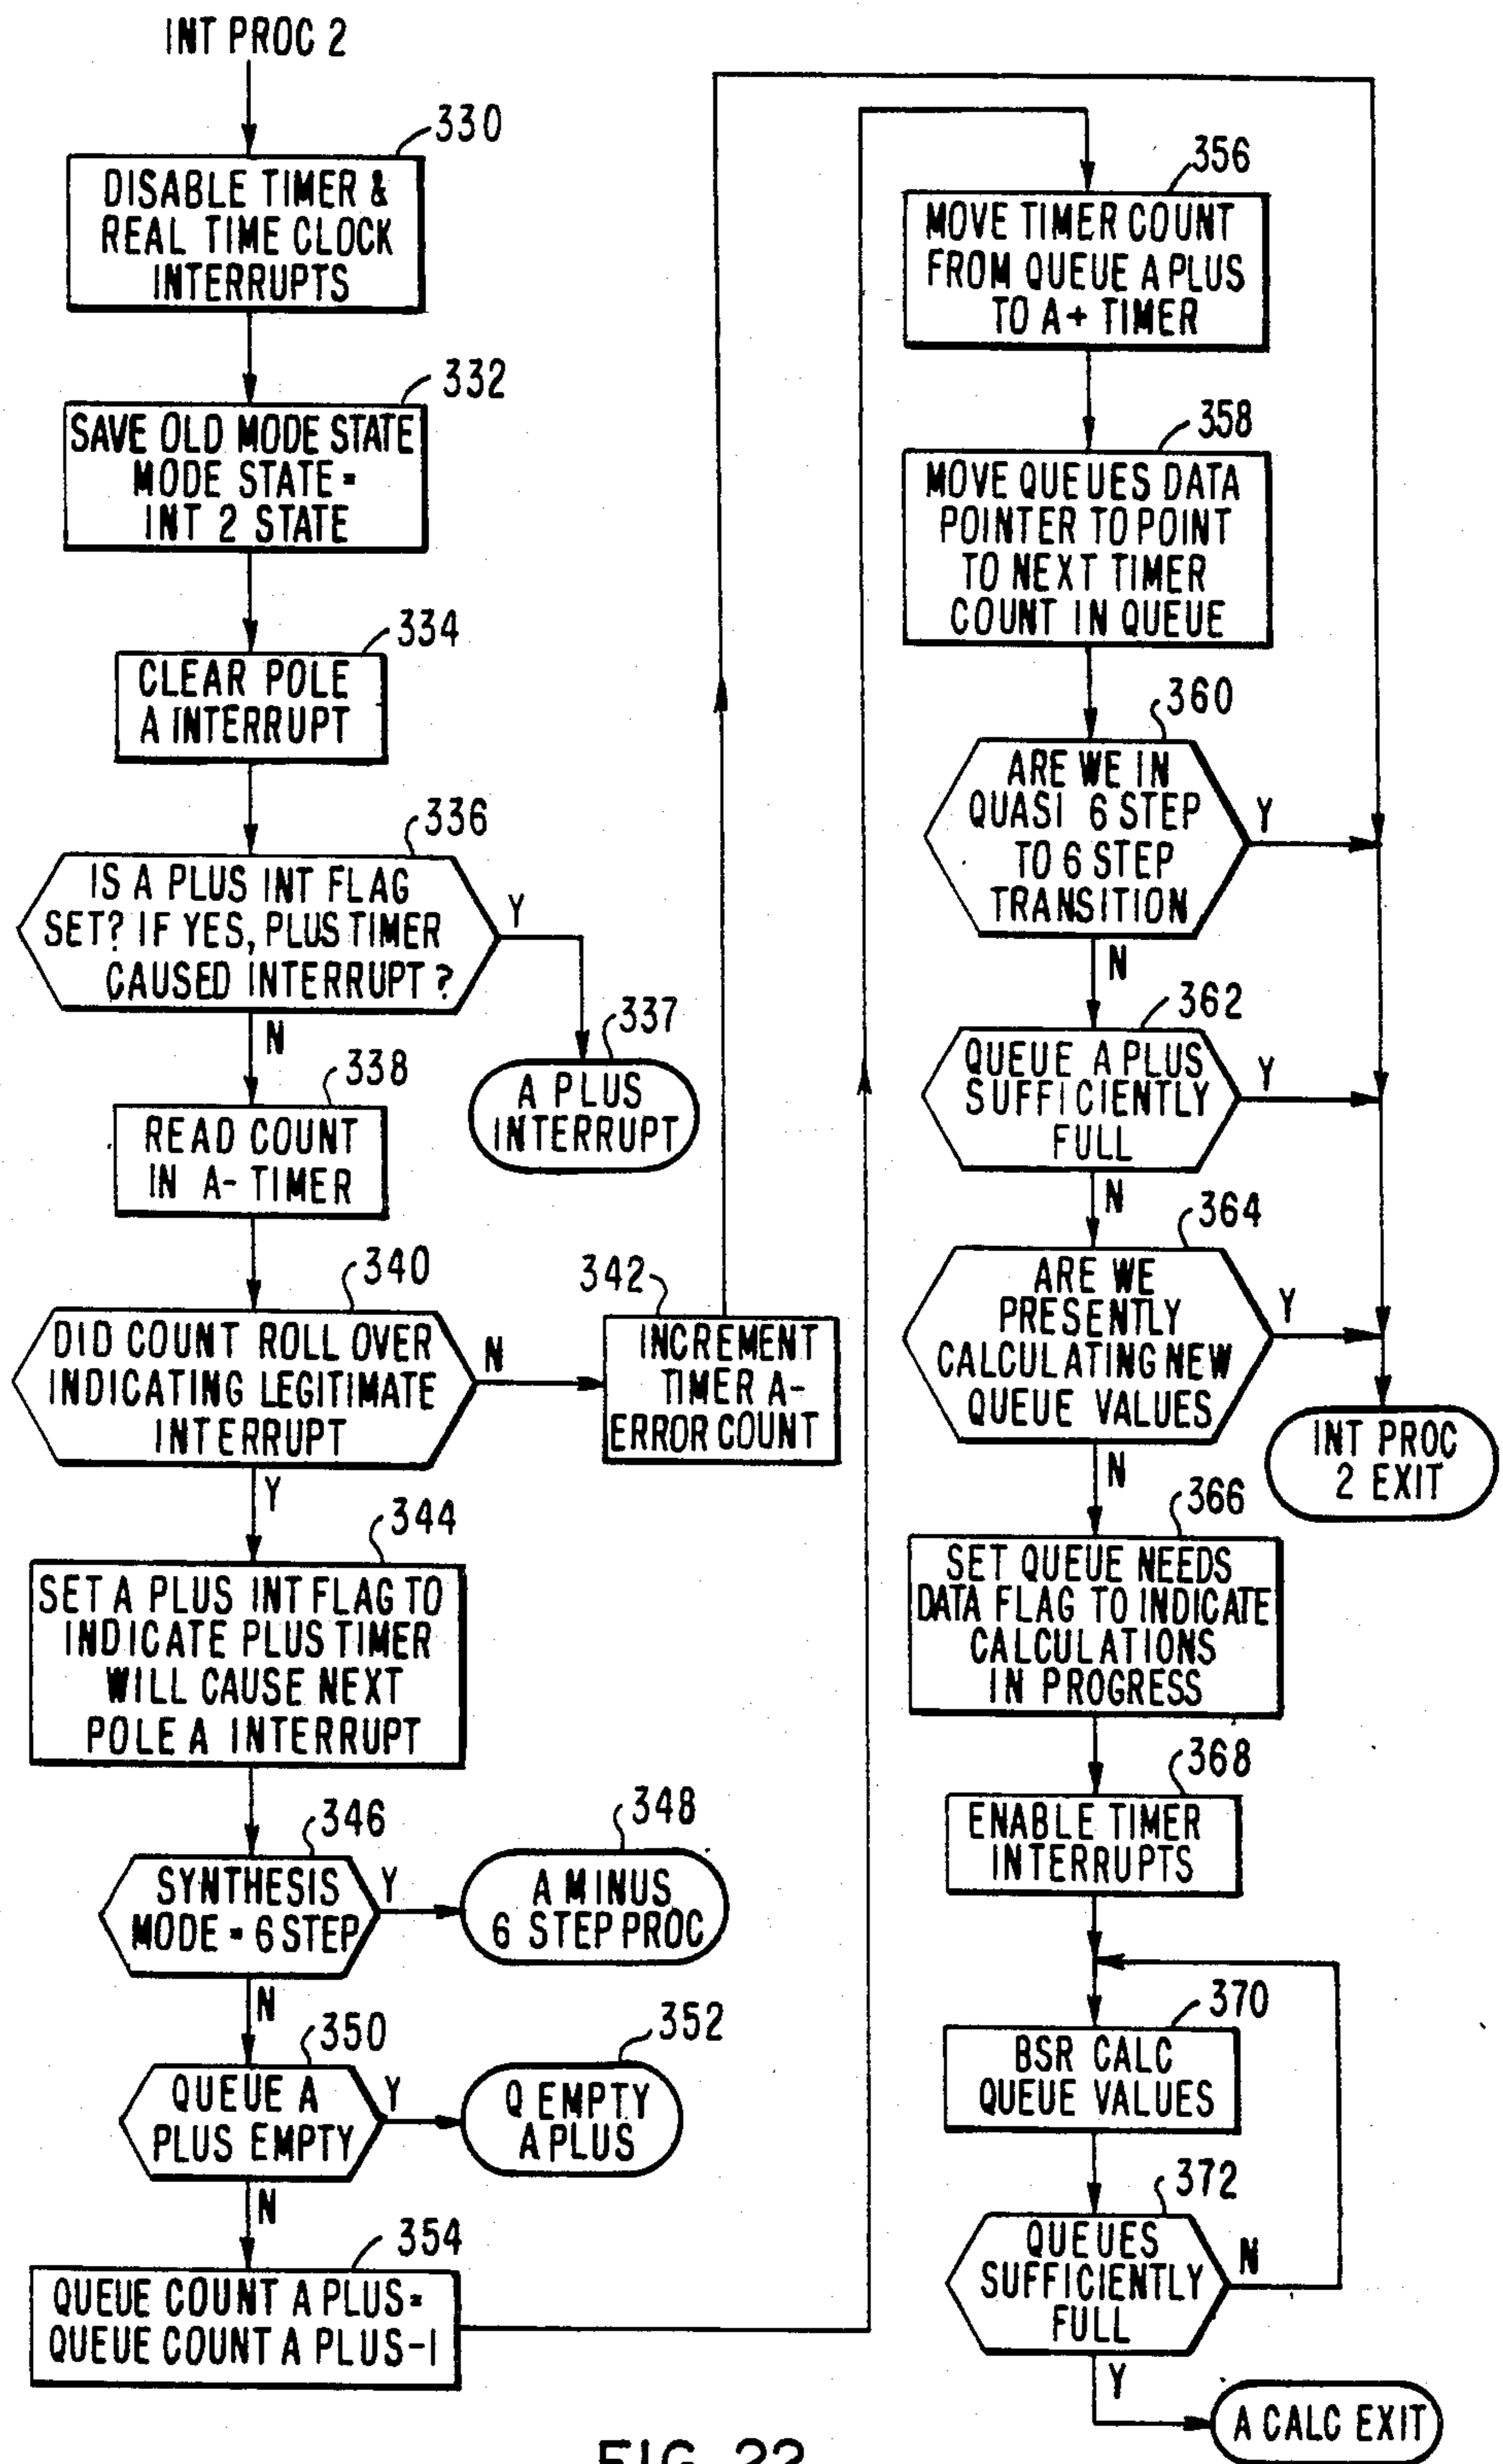 INT PROC 2
330
DISABLE TIMER &
REAL TIME CLOCK
INTERRUPTS
332
SAVE OLD MODE STATE
MODE STATE =
INT 2 STATE
334
CLEAR POLE
A INTERRUPT
336
IS A PLUS INT FLAG
SET? IF YES, PLUS TIMER
CAUSED INTERRUPT?
Y
N
337
A PLUS
INTERRUPT
338
READ COUNT
IN A- TIMER
340
DID COUNT ROLL OVER
INDICATING LEGITIMATE
INTERRUPT
N
Y
342
INCREMENT
TIMER A-
ERROR COUNT
344
SET A PLUS INT FLAG TO
INDICATE PLUS TIMER
WILL CAUSE NEXT
POLE A INTERRUPT
346
SYNTHESIS
MODE = 6 STEP
Y
N
348
A MINUS
6 STEP PROC
350
QUEUE A
PLUS EMPTY
Y
N
352
Q EMPTY
A PLUS
354
QUEUE COUNT A PLUS =
QUEUE COUNT A PLUS -1
356
MOVE TIMER COUNT
FROM QUEUE A PLUS
TO A+ TIMER
358
MOVE QUEUES DATA
POINTER TO POINT
TO NEXT TIMER
COUNT IN QUEUE
360
ARE WE IN
QUASI 6 STEP
TO 6 STEP
TRANSITION
Y
N
362
QUEUE A PLUS
SUFFICIENTLY
FULL
Y
N
364
ARE WE
PRESENTLY
CALCULATING NEW
QUEUE VALUES
Y
N
INT PROC
2 EXIT
366
SET QUEUE NEEDS
DATA FLAG TO INDICATE
CALCULATIONS
IN PROGRESS
368
ENABLE TIMER
INTERRUPTS
370
BSR CALC
QUEUE VALUES
372
QUEUES
SUFFICIENTLY
FULL
N
Y
A CALC EXIT
FIG. 22